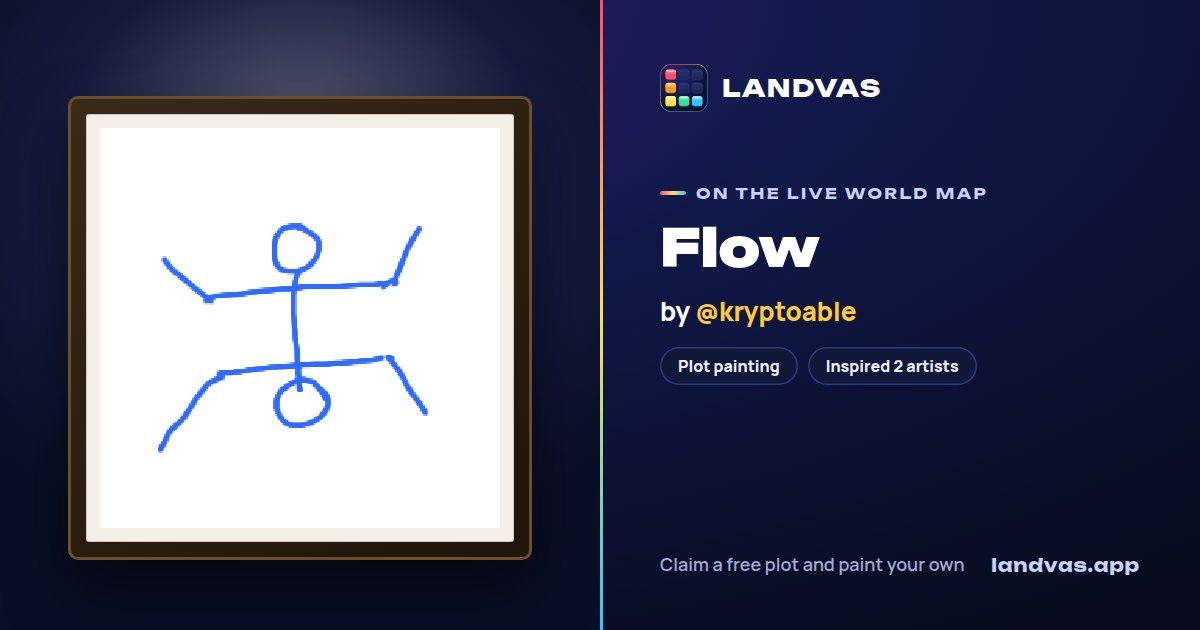 LANDVAS
ON THE LIVE WORLD MAP
Flow
by @kryptoable
Plot painting
Inspired 2 artists
Claim a free plot and paint your own
landvas.app